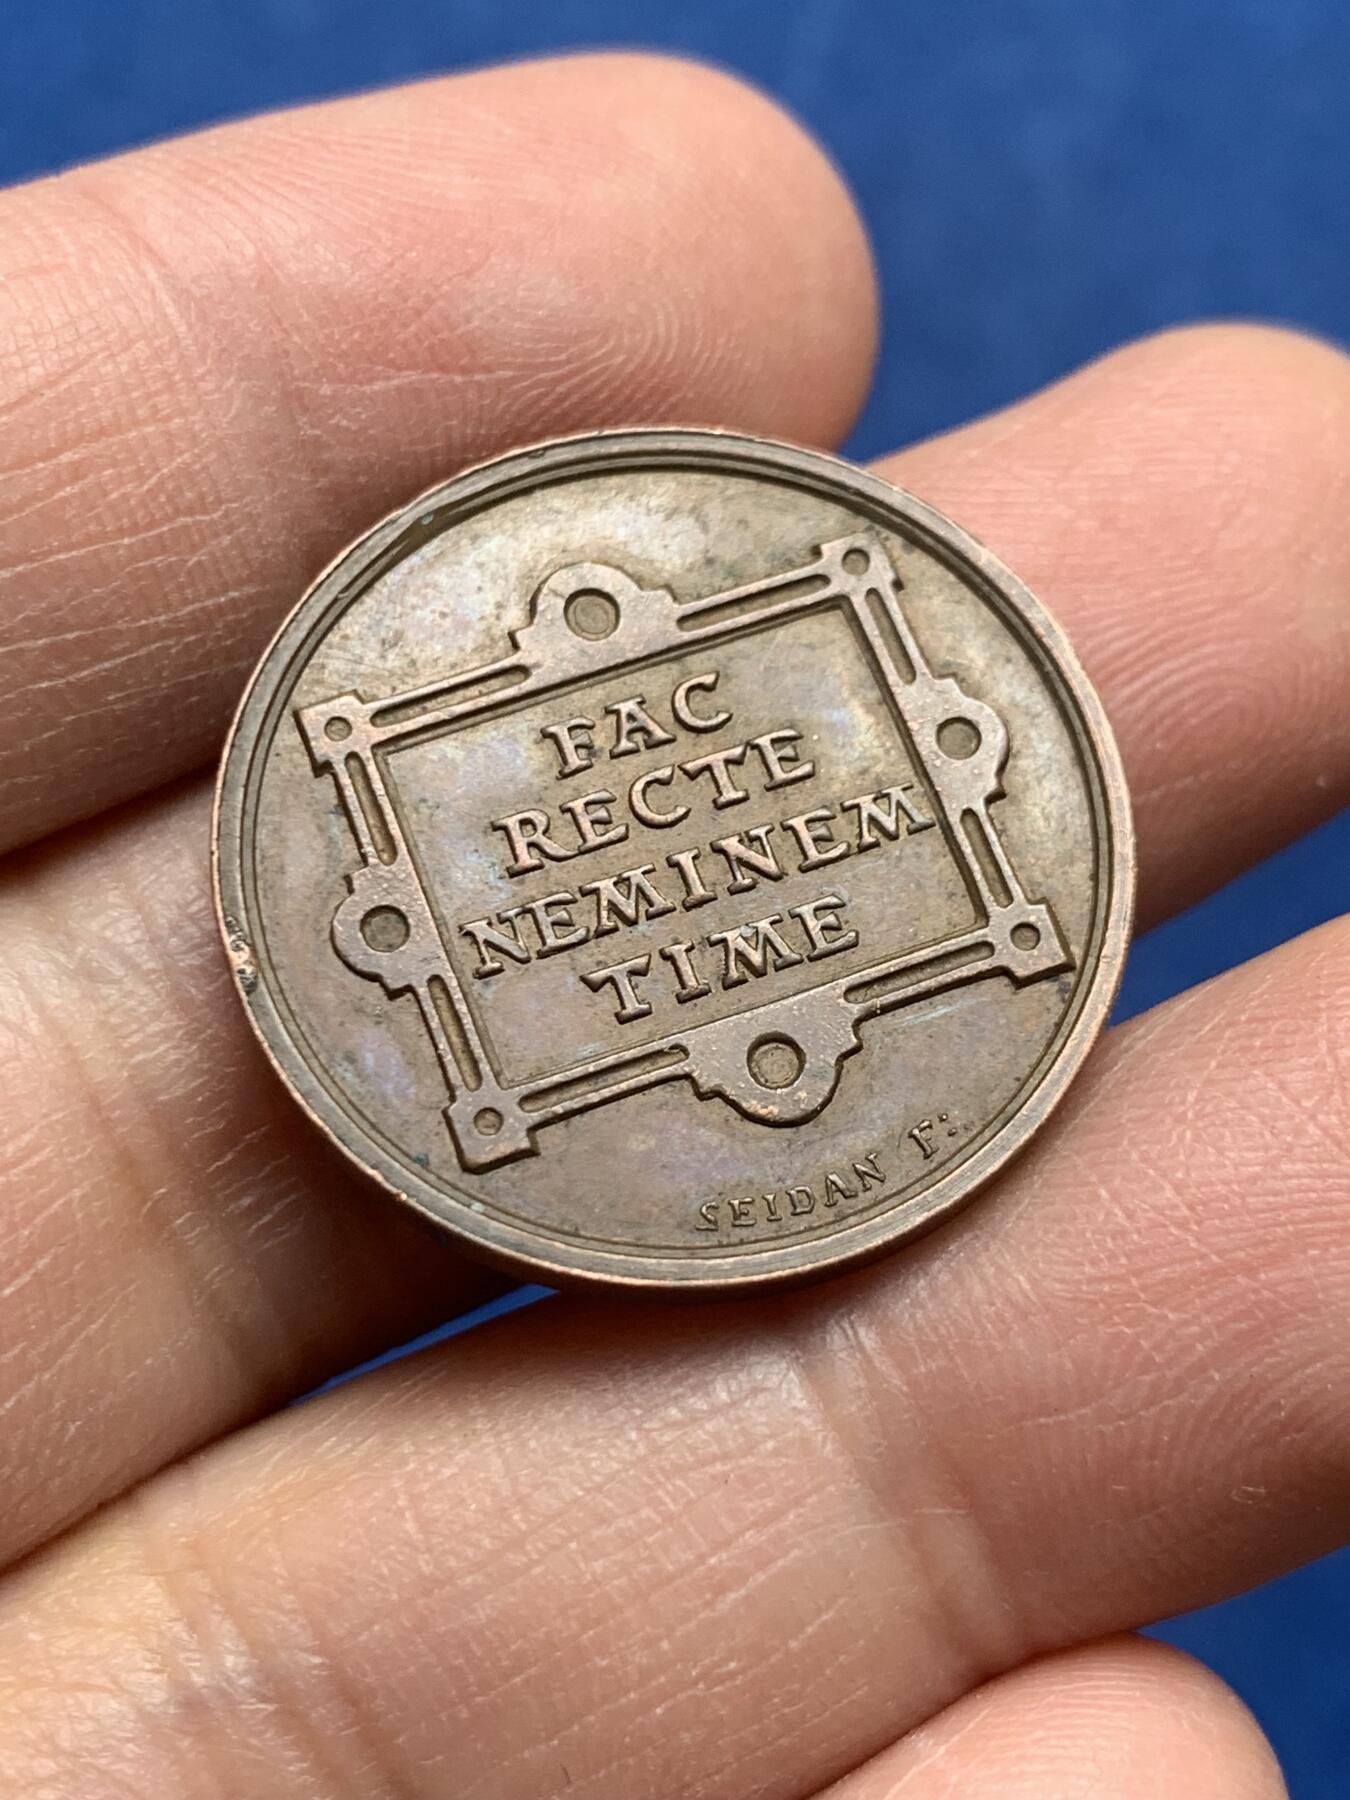 FAC
RECTE
NEMINEM
TIME
SEIDAN F: